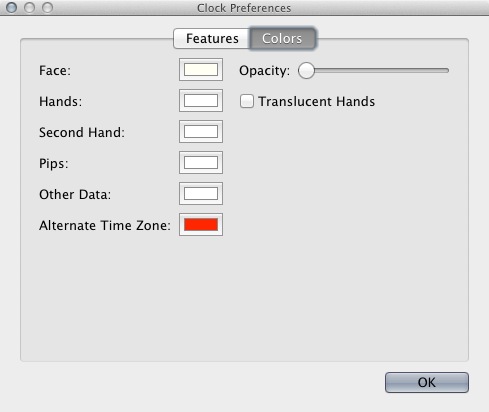 Clock Preferences
Features Colors
Face: Opacity:
Hands: Translucent Hands
Second Hand:
Pips:
Other Data:
Alternate Time Zone:
OK